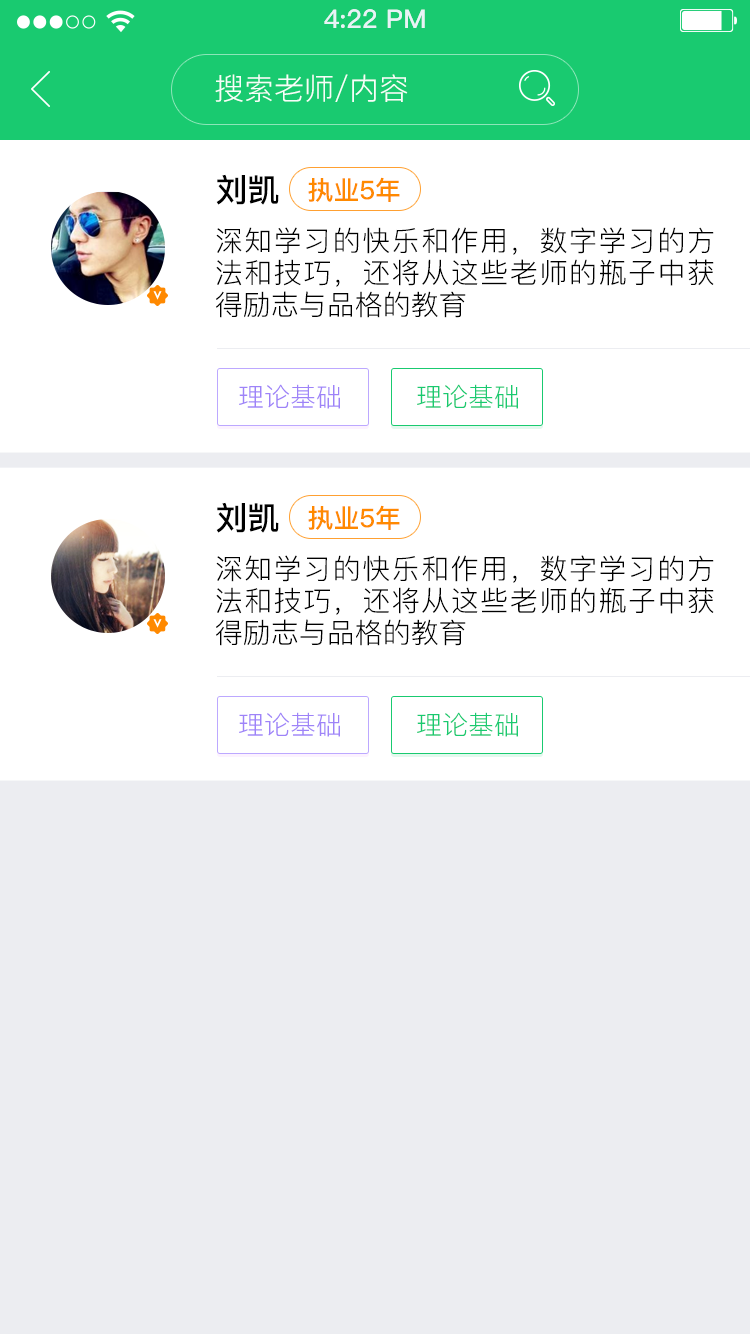 4:22 PM
搜索老师/内容
刘凯 执业5年
深知学习的快乐和作用，数字学习的方
法和技巧，还将从这些老师的瓶子中获
得励志与品格的教育
理论基础 理论基础
刘凯 执业5年
深知学习的快乐和作用，数字学习的方
法和技巧，还将从这些老师的瓶子中获
得励志与品格的教育
理论基础 理论基础